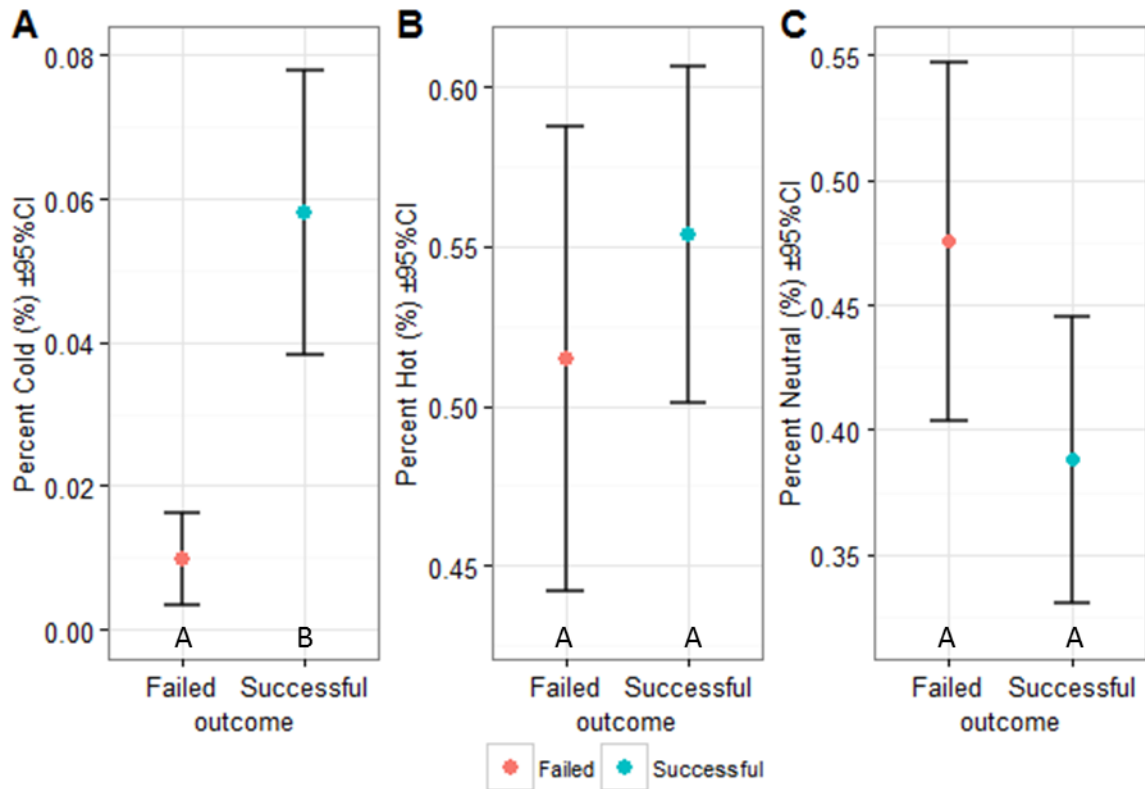 A
Percent Cold (%) ±95%CI
0.08
0.06
0.04
0.02
0.00
A B
Failed Successful
outcome
B
Percent Hot (%) ±95%CI
0.60
0.55
0.50
0.45
A A
Failed Successful
outcome
C
Percent Neutral (%) ±95%CI
0.55
0.50
0.45
0.40
0.35
A A
Failed Successful
outcome
Failed Successful